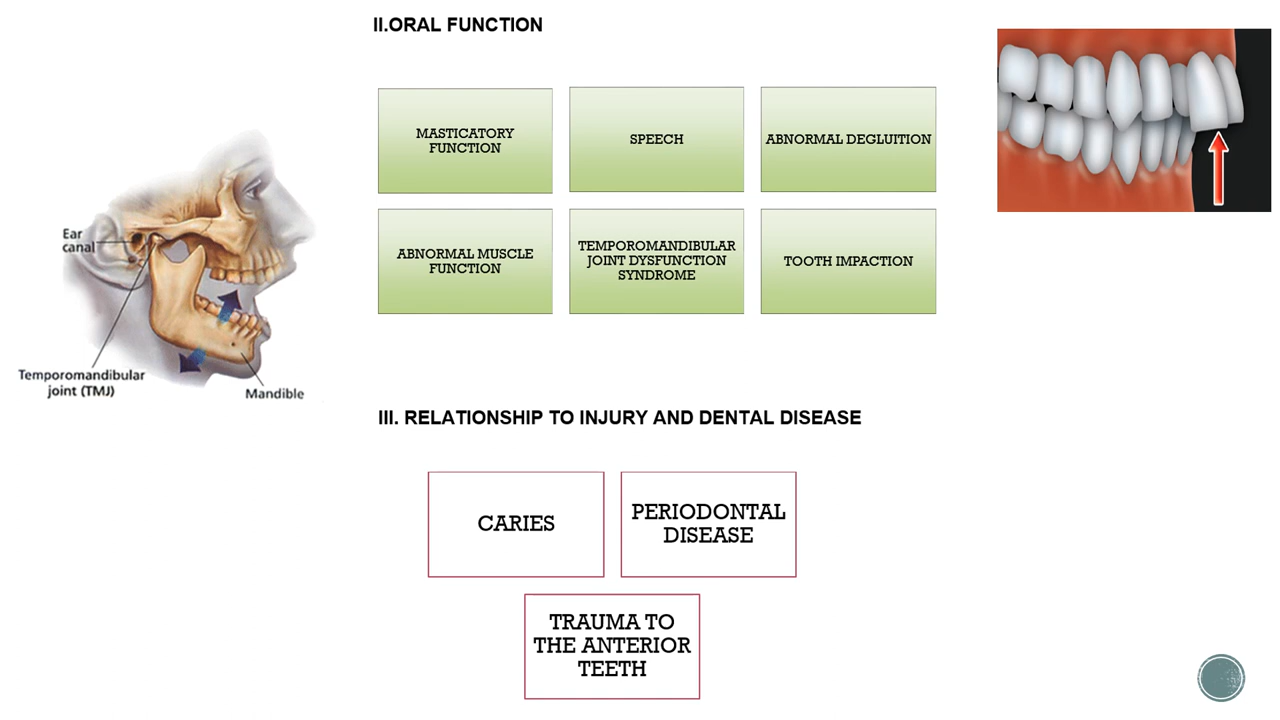 II.ORAL FUNCTION
MASTICATORY
FUNCTION
SPEECH
ABNORMAL DEGLUITION
ABNORMAL MUSCLE
FUNCTION
TEMPOROMANDIBULAR
JOINT DYSFUNCTION
SYNDROME
TOOTH IMPACTION
Ear
canal
Temporomandibular
joint (TMJ)
Mandible
III. RELATIONSHIP TO INJURY AND DENTAL DISEASE
CARIES
PERIODONTAL
DISEASE
TRAUMA TO
THE ANTERIOR
TEETH